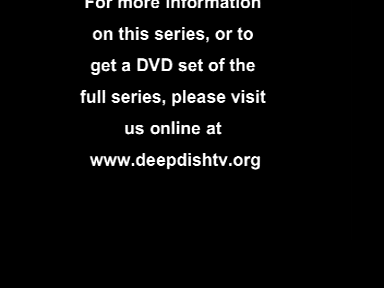 For more information
on this series, or to
get a DVD set of the
full series, please visit
us online at
www.deepdishtv.org